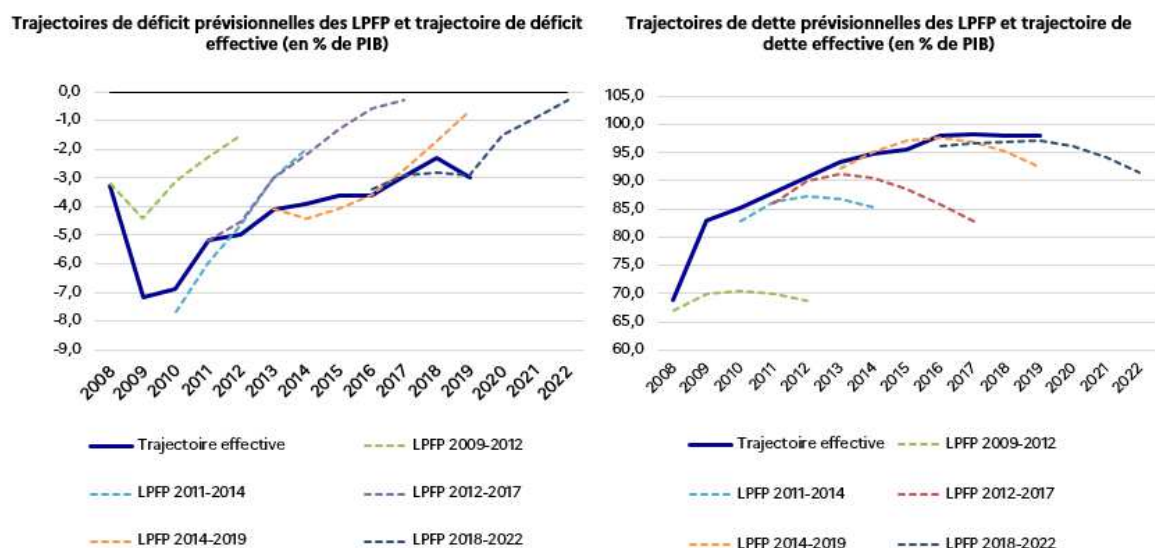 Trajectoires de déficit prévisionnelles des LPFP et trajectoire de déficit
effective (en % de PIB)
0,0
-1,0
-2,0
-3,0
-4,0
-5,0
-6,0
-7,0
-8,0
-9,0
2008 2009 2010 2011 2012 2013 2014 2015 2016 2017 2018 2019 2020 2021 2022
Trajectoire effective LPFP 2009-2012
LPFP 2011-2014 LPFP 2012-2017
LPFP 2014-2019 LPFP 2018-2022
Trajectoires de dette prévisionnelles des LPFP et trajectoire de
dette effective (en % de PIB)
105,0
100,0
95,0
90,0
85,0
80,0
75,0
70,0
65,0
60,0
2008 2009 2010 2011 2012 2013 2014 2015 2016 2017 2018 2019 2020 2021 2022
Trajectoire effective LPFP 2009-2012
LPFP 2011-2014 LPFP 2012-2017
LPFP 2014-2019 LPFP 2018-2022